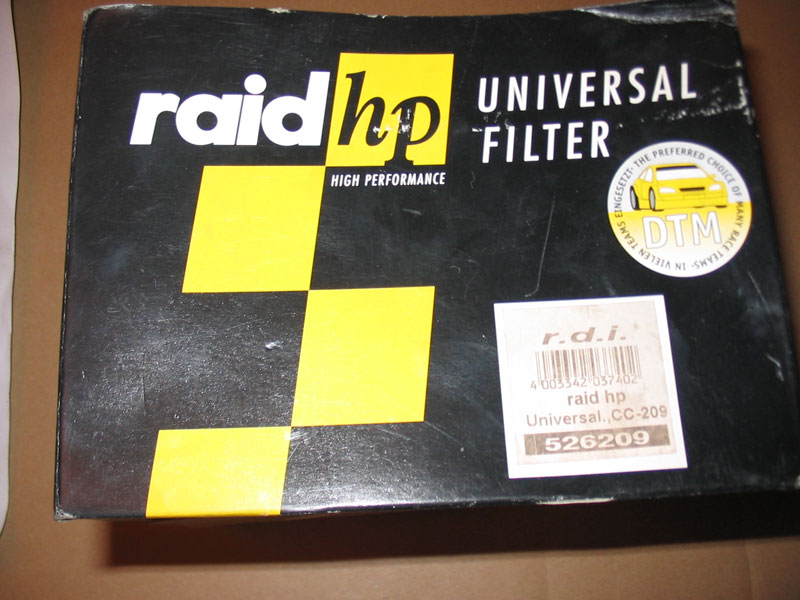 raid hp
HIGH PERFORMANCE
UNIVERSAL
FILTER
THE PREFERRED CHOICE OF MANY RACE TEAMS · IN VIELEN TEAMS EINGESETZT ·
DTM
r.d.i.
4 003342 037402
raid hp
Universal.,CC-209
526209